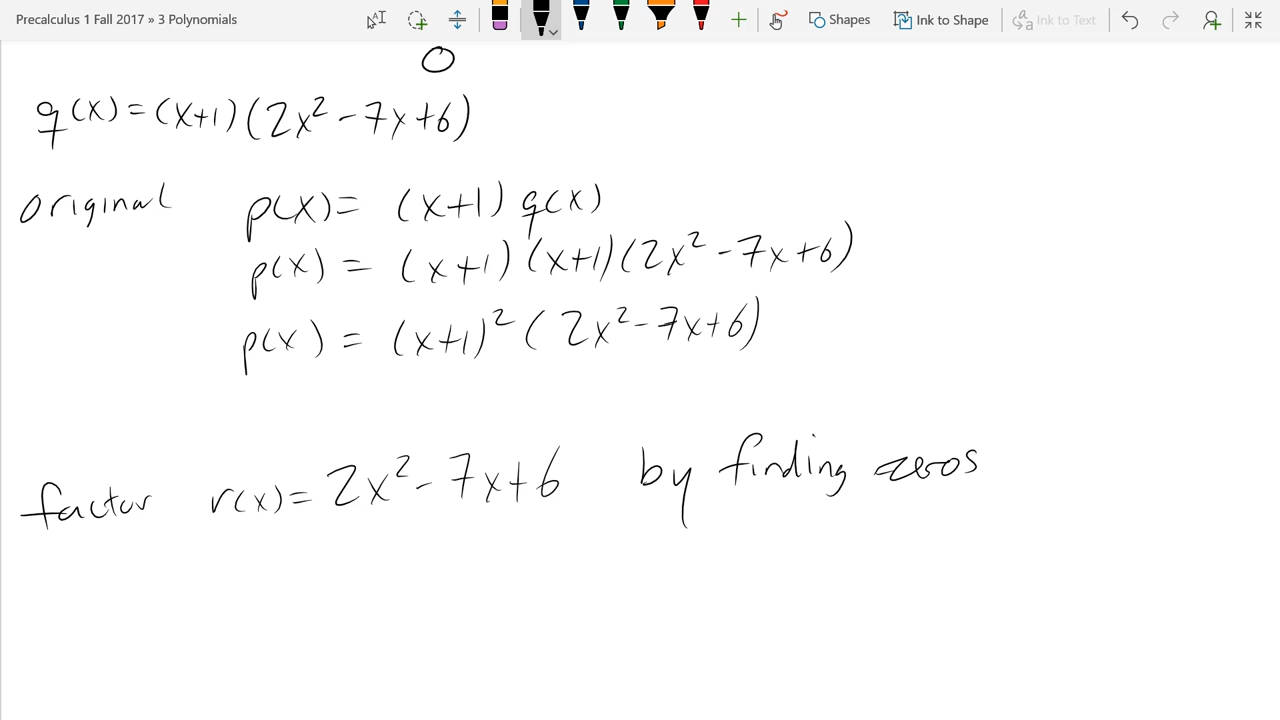 Precalculus 1 Fall 2017 » 3 Polynomials
Shapes
Ink to Shape
Ink to Text
0
q(x) = (x+1)(2x² - 7x + 6)
original p(x) = (x+1) q(x)
p(x) = (x+1)(x+1)(2x² - 7x + 6)
p(x) = (x+1)² (2x² - 7x + 6)
factor r(x) = 2x² - 7x + 6 by finding zeros